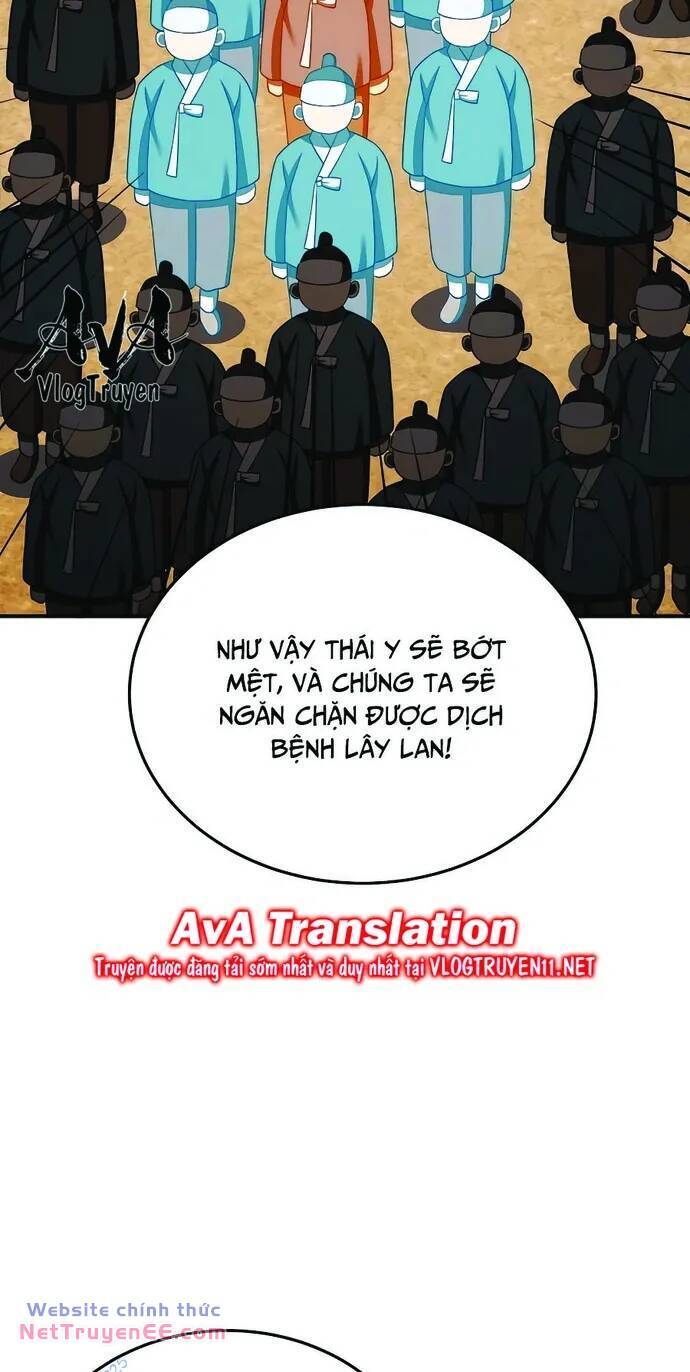 AVA
VlogTruyen
NHƯ VẬY THÁI Y SẼ BỚT
MỆT, VÀ CHÚNG TA SẼ
NGĂN CHẶN ĐƯỢC DỊCH
BỆNH LÂY LAN!
AvA Translation
Truyện được đăng tải sớm nhất và duy nhất tại VLOGTRUYEN11.NET
Website chính thức
NetTruyenEE.com